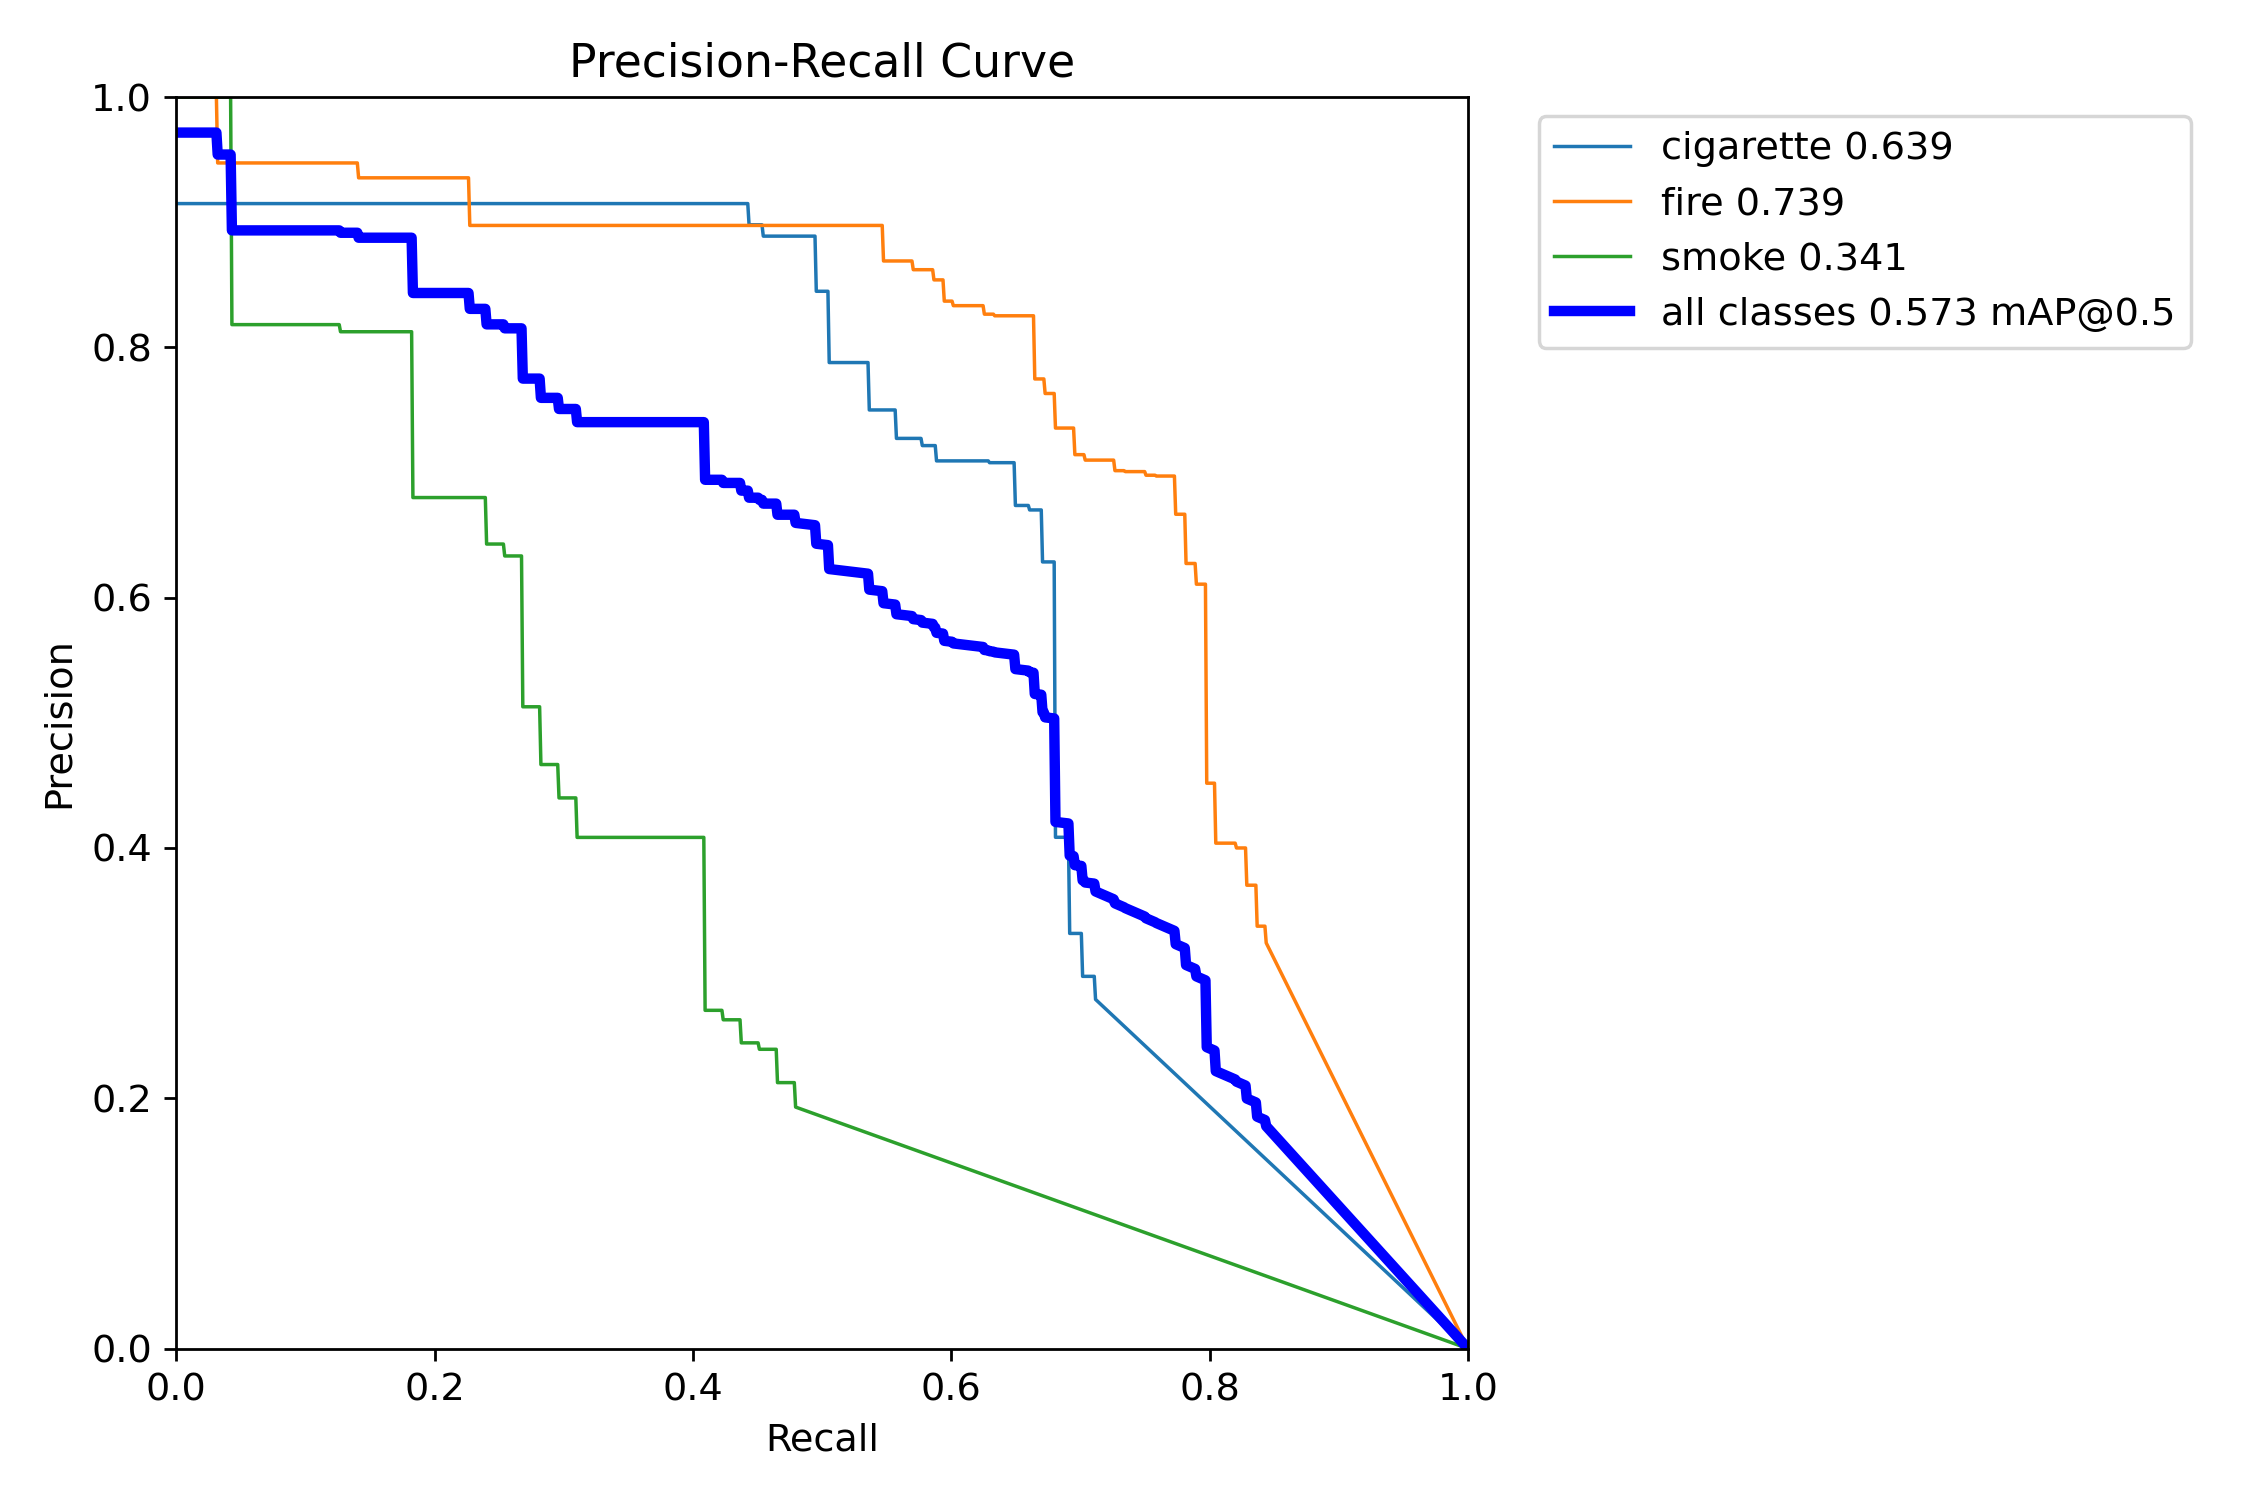 Precision-Recall Curve
1.0
0.8
0.6
0.4
0.2
0.0
Precision
0.0 0.2 0.4 0.6 0.8 1.0
Recall
cigarette 0.639
fire 0.739
smoke 0.341
all classes 0.573 mAP@0.5